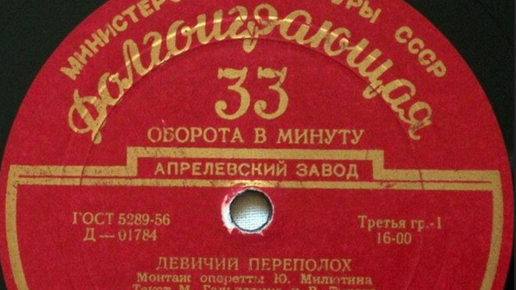 МИНИСТЕР РЫ СССР
Долгоиграющая
33
ОБОРОТА В МИНУТУ
АПРЕЛЕВСКИЙ ЗАВОД
ГОСТ 5289-56
Д — 01784
Третья гр.-1
16-00
ДЕВИЧИЙ ПЕРЕПОЛОХ
Монтаж оперетты Ю. Милютина
Текст М.